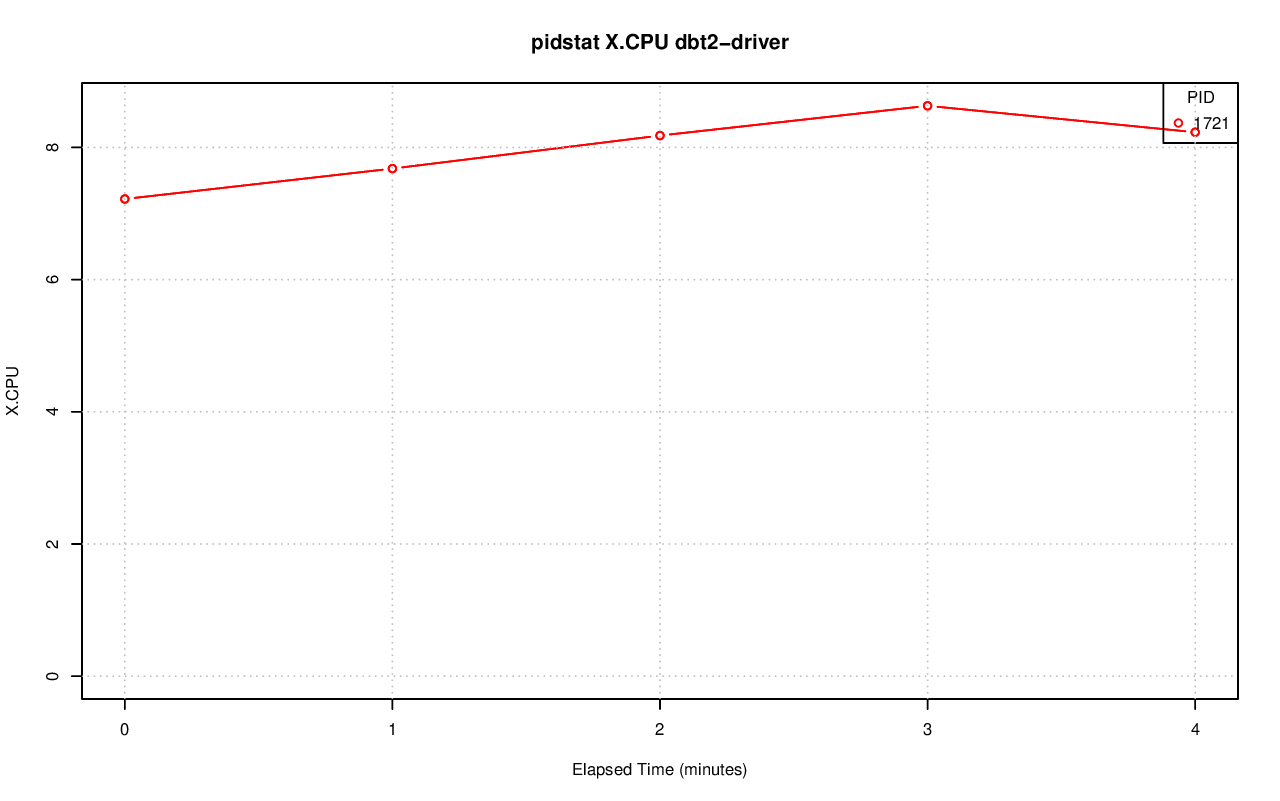 pidstat X.CPU dbt2−driver
PID
1721
8
6
4
2
0
X.CPU
0 1 2 3 4
Elapsed Time (minutes)